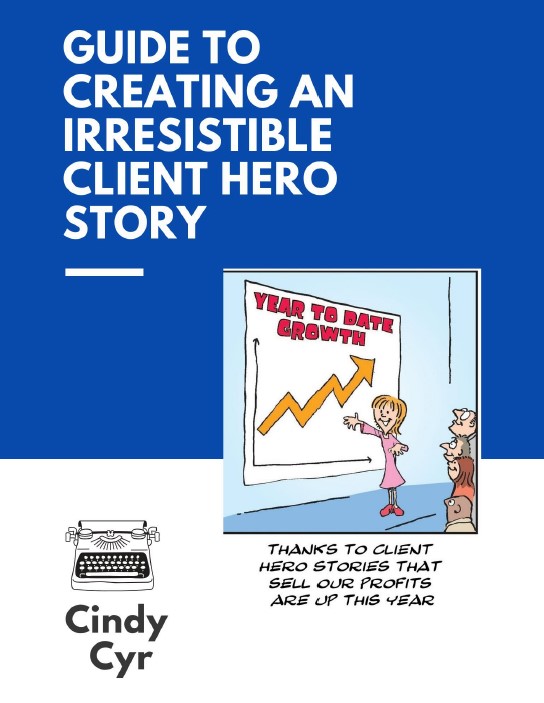 GUIDE TO
CREATING AN
IRRESISTIBLE
CLIENT HERO
STORY
YEAR TO DATE
GROWTH
THANKS TO CLIENT
HERO STORIES THAT
SELL OUR PROFITS
ARE UP THIS YEAR
Cindy
Cyr